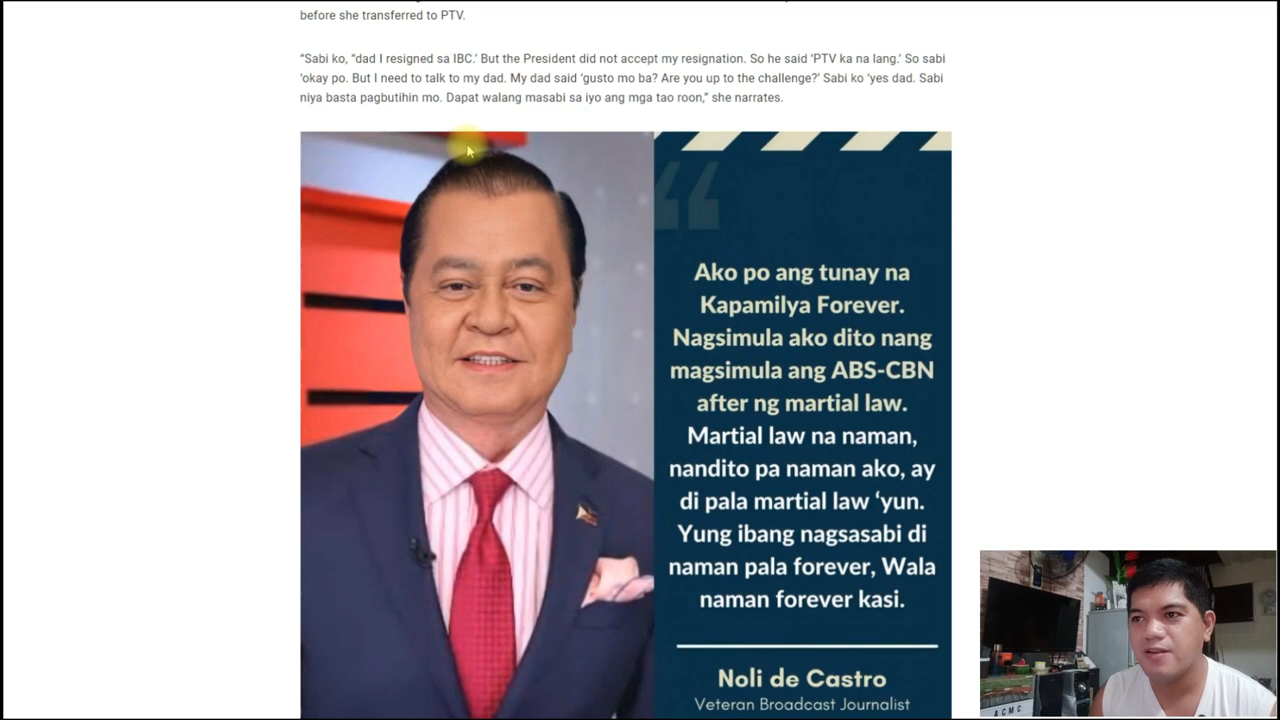 before she transferred to PTV.
“Sabi ko, “dad I resigned sa IBC.’ But the President did not accept my resignation. So he said ‘PTV ka na lang.’ So sabi
‘okay po. But I need to talk to my dad. My dad said ‘gusto mo ba? Are you up to the challenge?’ Sabi ko ‘yes dad. Sabi
niya basta pagbutihin mo. Dapat walang masabi sa iyo ang mga tao roon,” she narrates.
Ako po ang tunay na
Kapamilya Forever.
Nagsimula ako dito nang
magsimula ang ABS-CBN
after ng martial law.
Martial law na naman,
nandito pa naman ako, ay
di pala martial law ‘yun.
Yung ibang nagsasabi di
naman pala forever, Wala
naman forever kasi.
Noli de Castro
Veteran Broadcast Journalist
ACMC